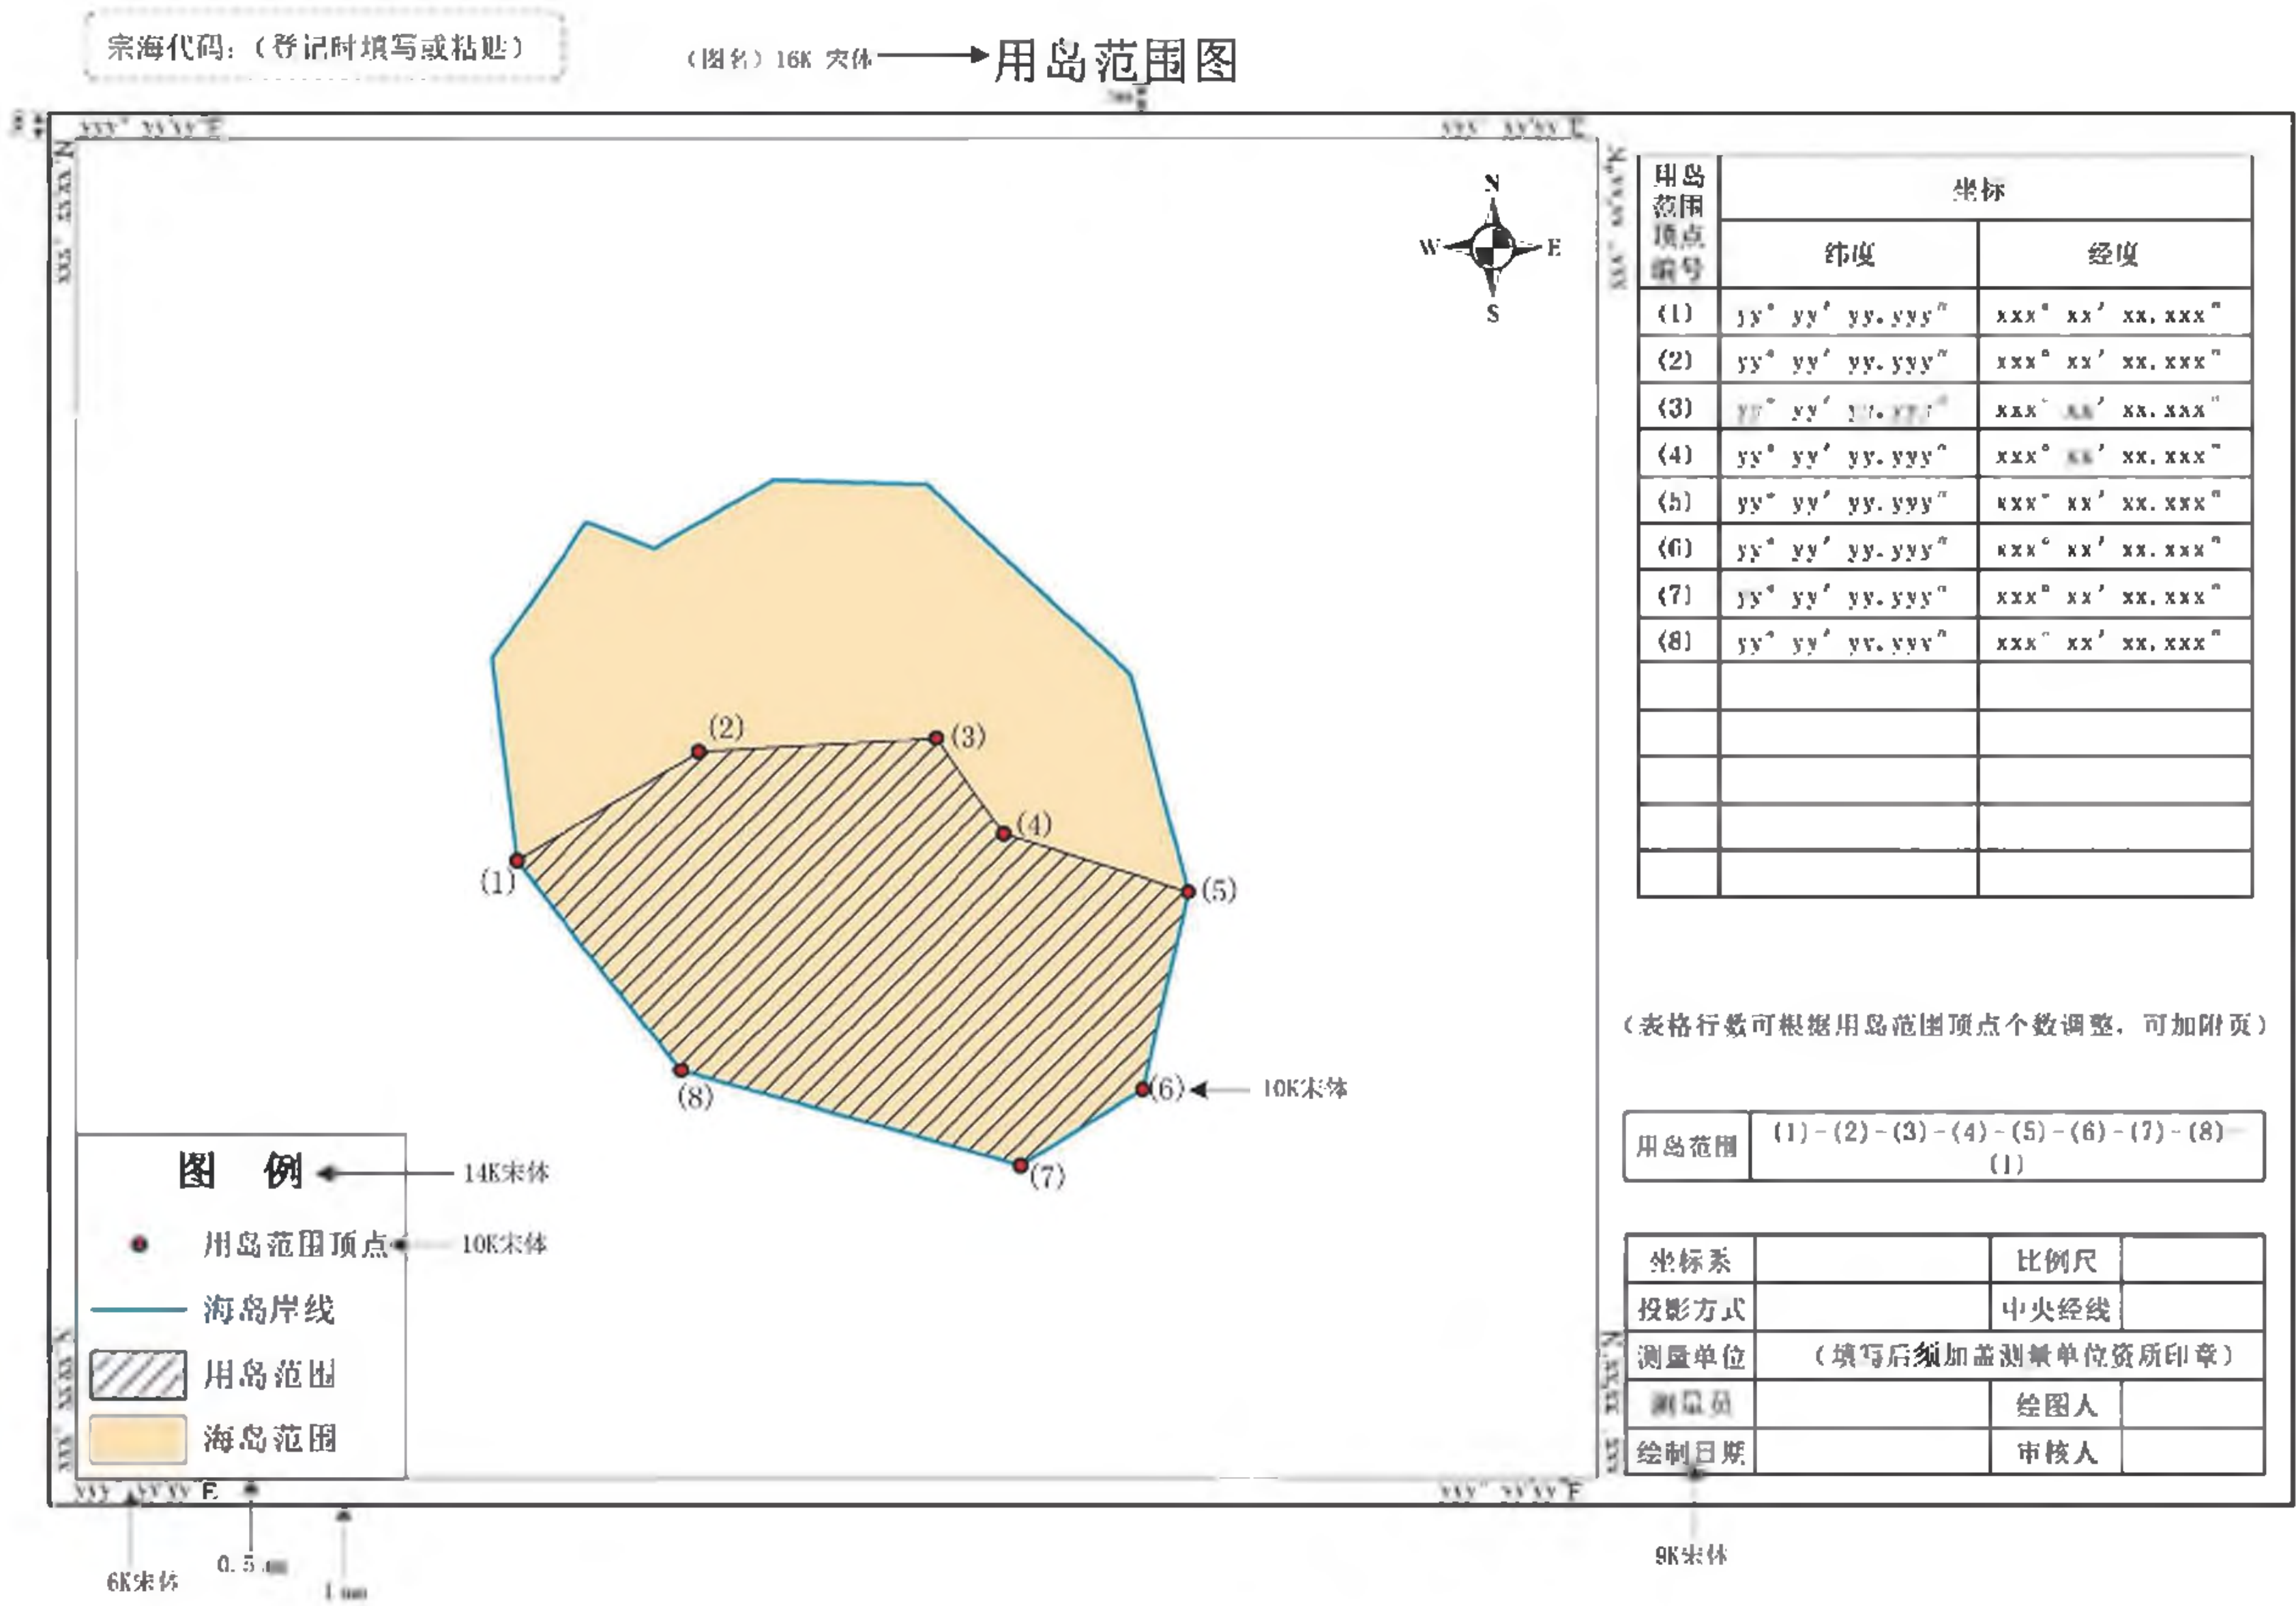 宗海代码：（登记时填写或粘贴）
（图名）16K 宋体
用岛范围图
N
W
E
S
(1)
(2)
(3)
(4)
(5)
(6)
(7)
(8)
10K宋体
图 例
14K宋体
用岛范围顶点
10K宋体
海岛岸线
用岛范围
海岛范围
6K宋体
0.5mm
1mm
9K宋体
用岛范围顶点编号 坐标
纬度 经度
(1) yy° yy′ yy.yyy″ xxx° xx′ xx.xxx″
(2) yy° yy′ yy.yyy″ xxx° xx′ xx.xxx″
(3) yy° yy′ yy.yyy″ xxx° xx′ xx.xxx″
(4) yy° yy′ yy.yyy″ xxx° xx′ xx.xxx″
(5) yy° yy′ yy.yyy″ xxx° xx′ xx.xxx″
(6) yy° yy′ yy.yyy″ xxx° xx′ xx.xxx″
(7) yy° yy′ yy.yyy″ xxx° xx′ xx.xxx″
(8) yy° yy′ yy.yyy″ xxx° xx′ xx.xxx″
（表格行数可根据用岛范围顶点个数调整，可加附页）
用岛范围 (1)-(2)-(3)-(4)-(5)-(6)-(7)-(8)-
(1)
坐标系 比例尺
投影方式 中央经线
测量单位 （填写后须加盖测量单位资质印章）
测量员 绘图人
绘制日期 审核人